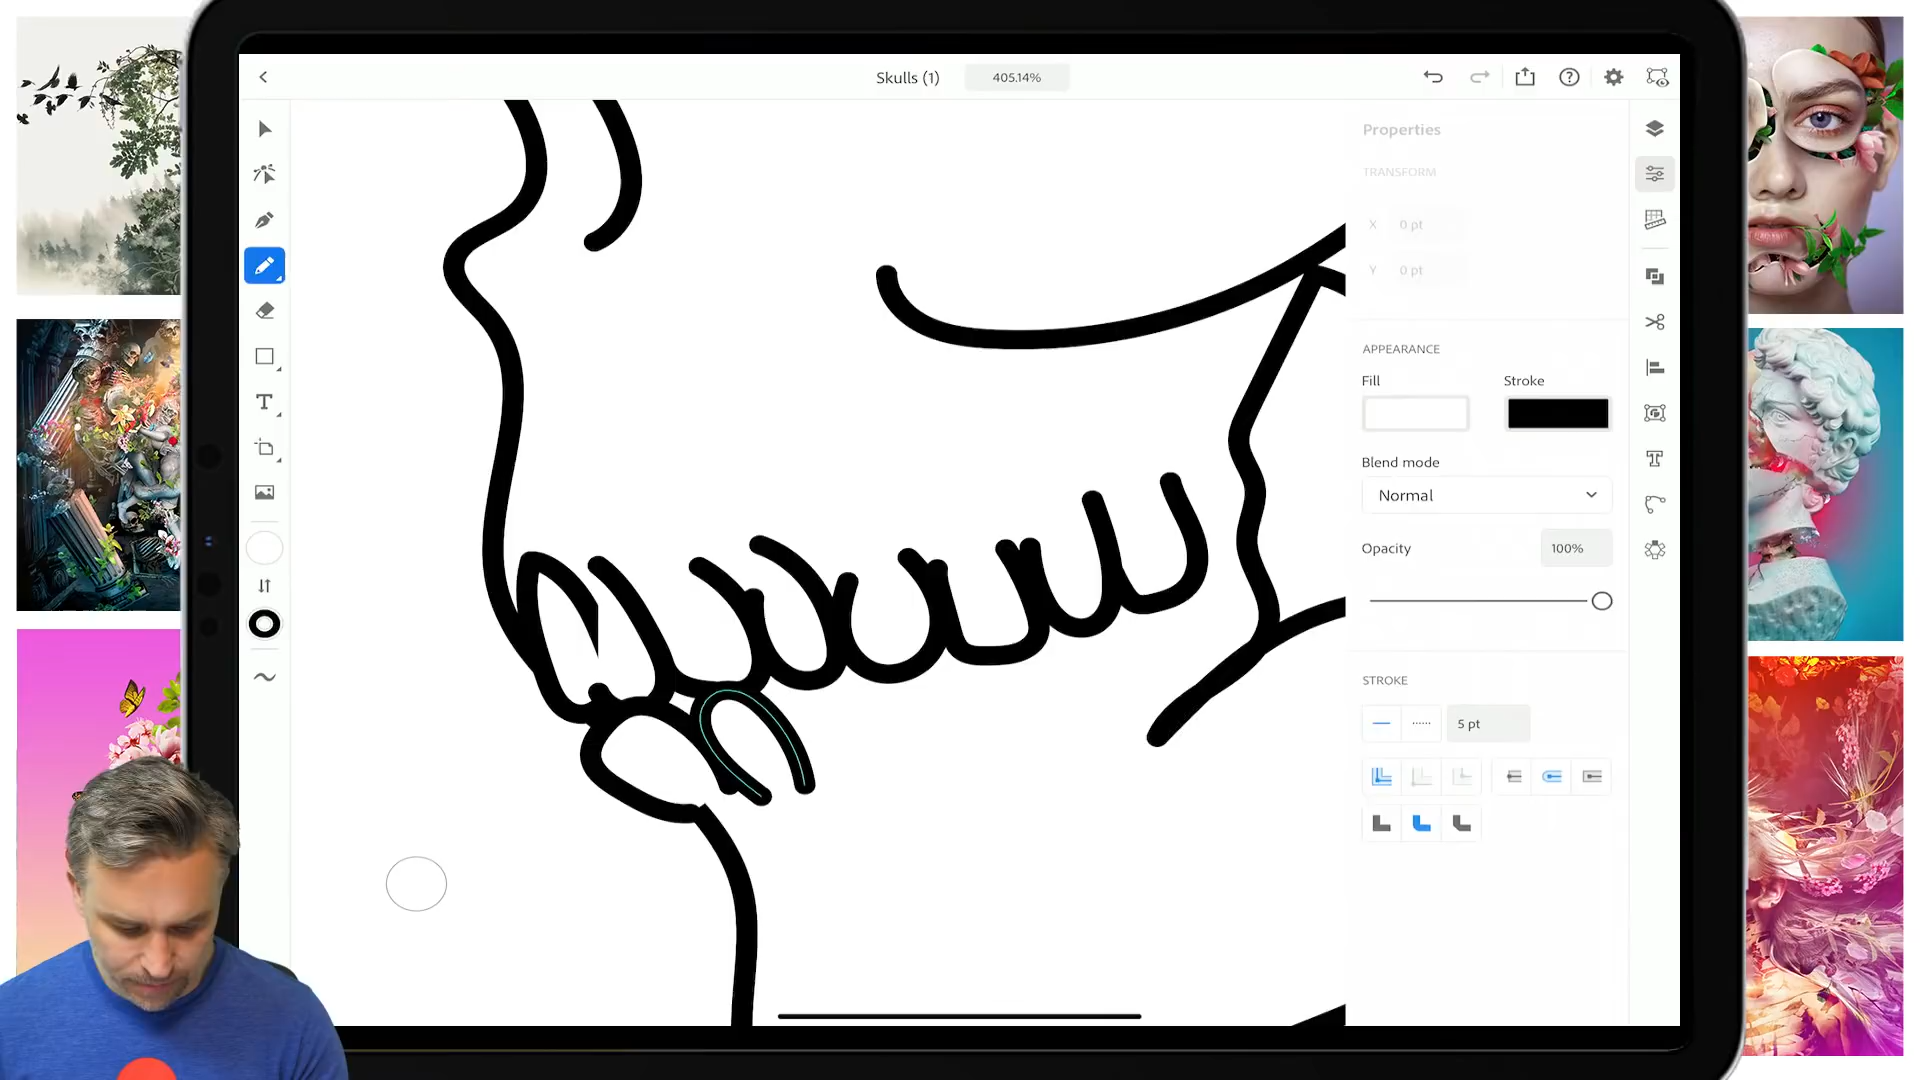 Skulls (1)
405.14%
Properties
TRANSFORM
X 0 pt
Y 0 pt
APPEARANCE
Fill Stroke
Blend mode
Normal
Opacity 100%
STROKE
5 pt